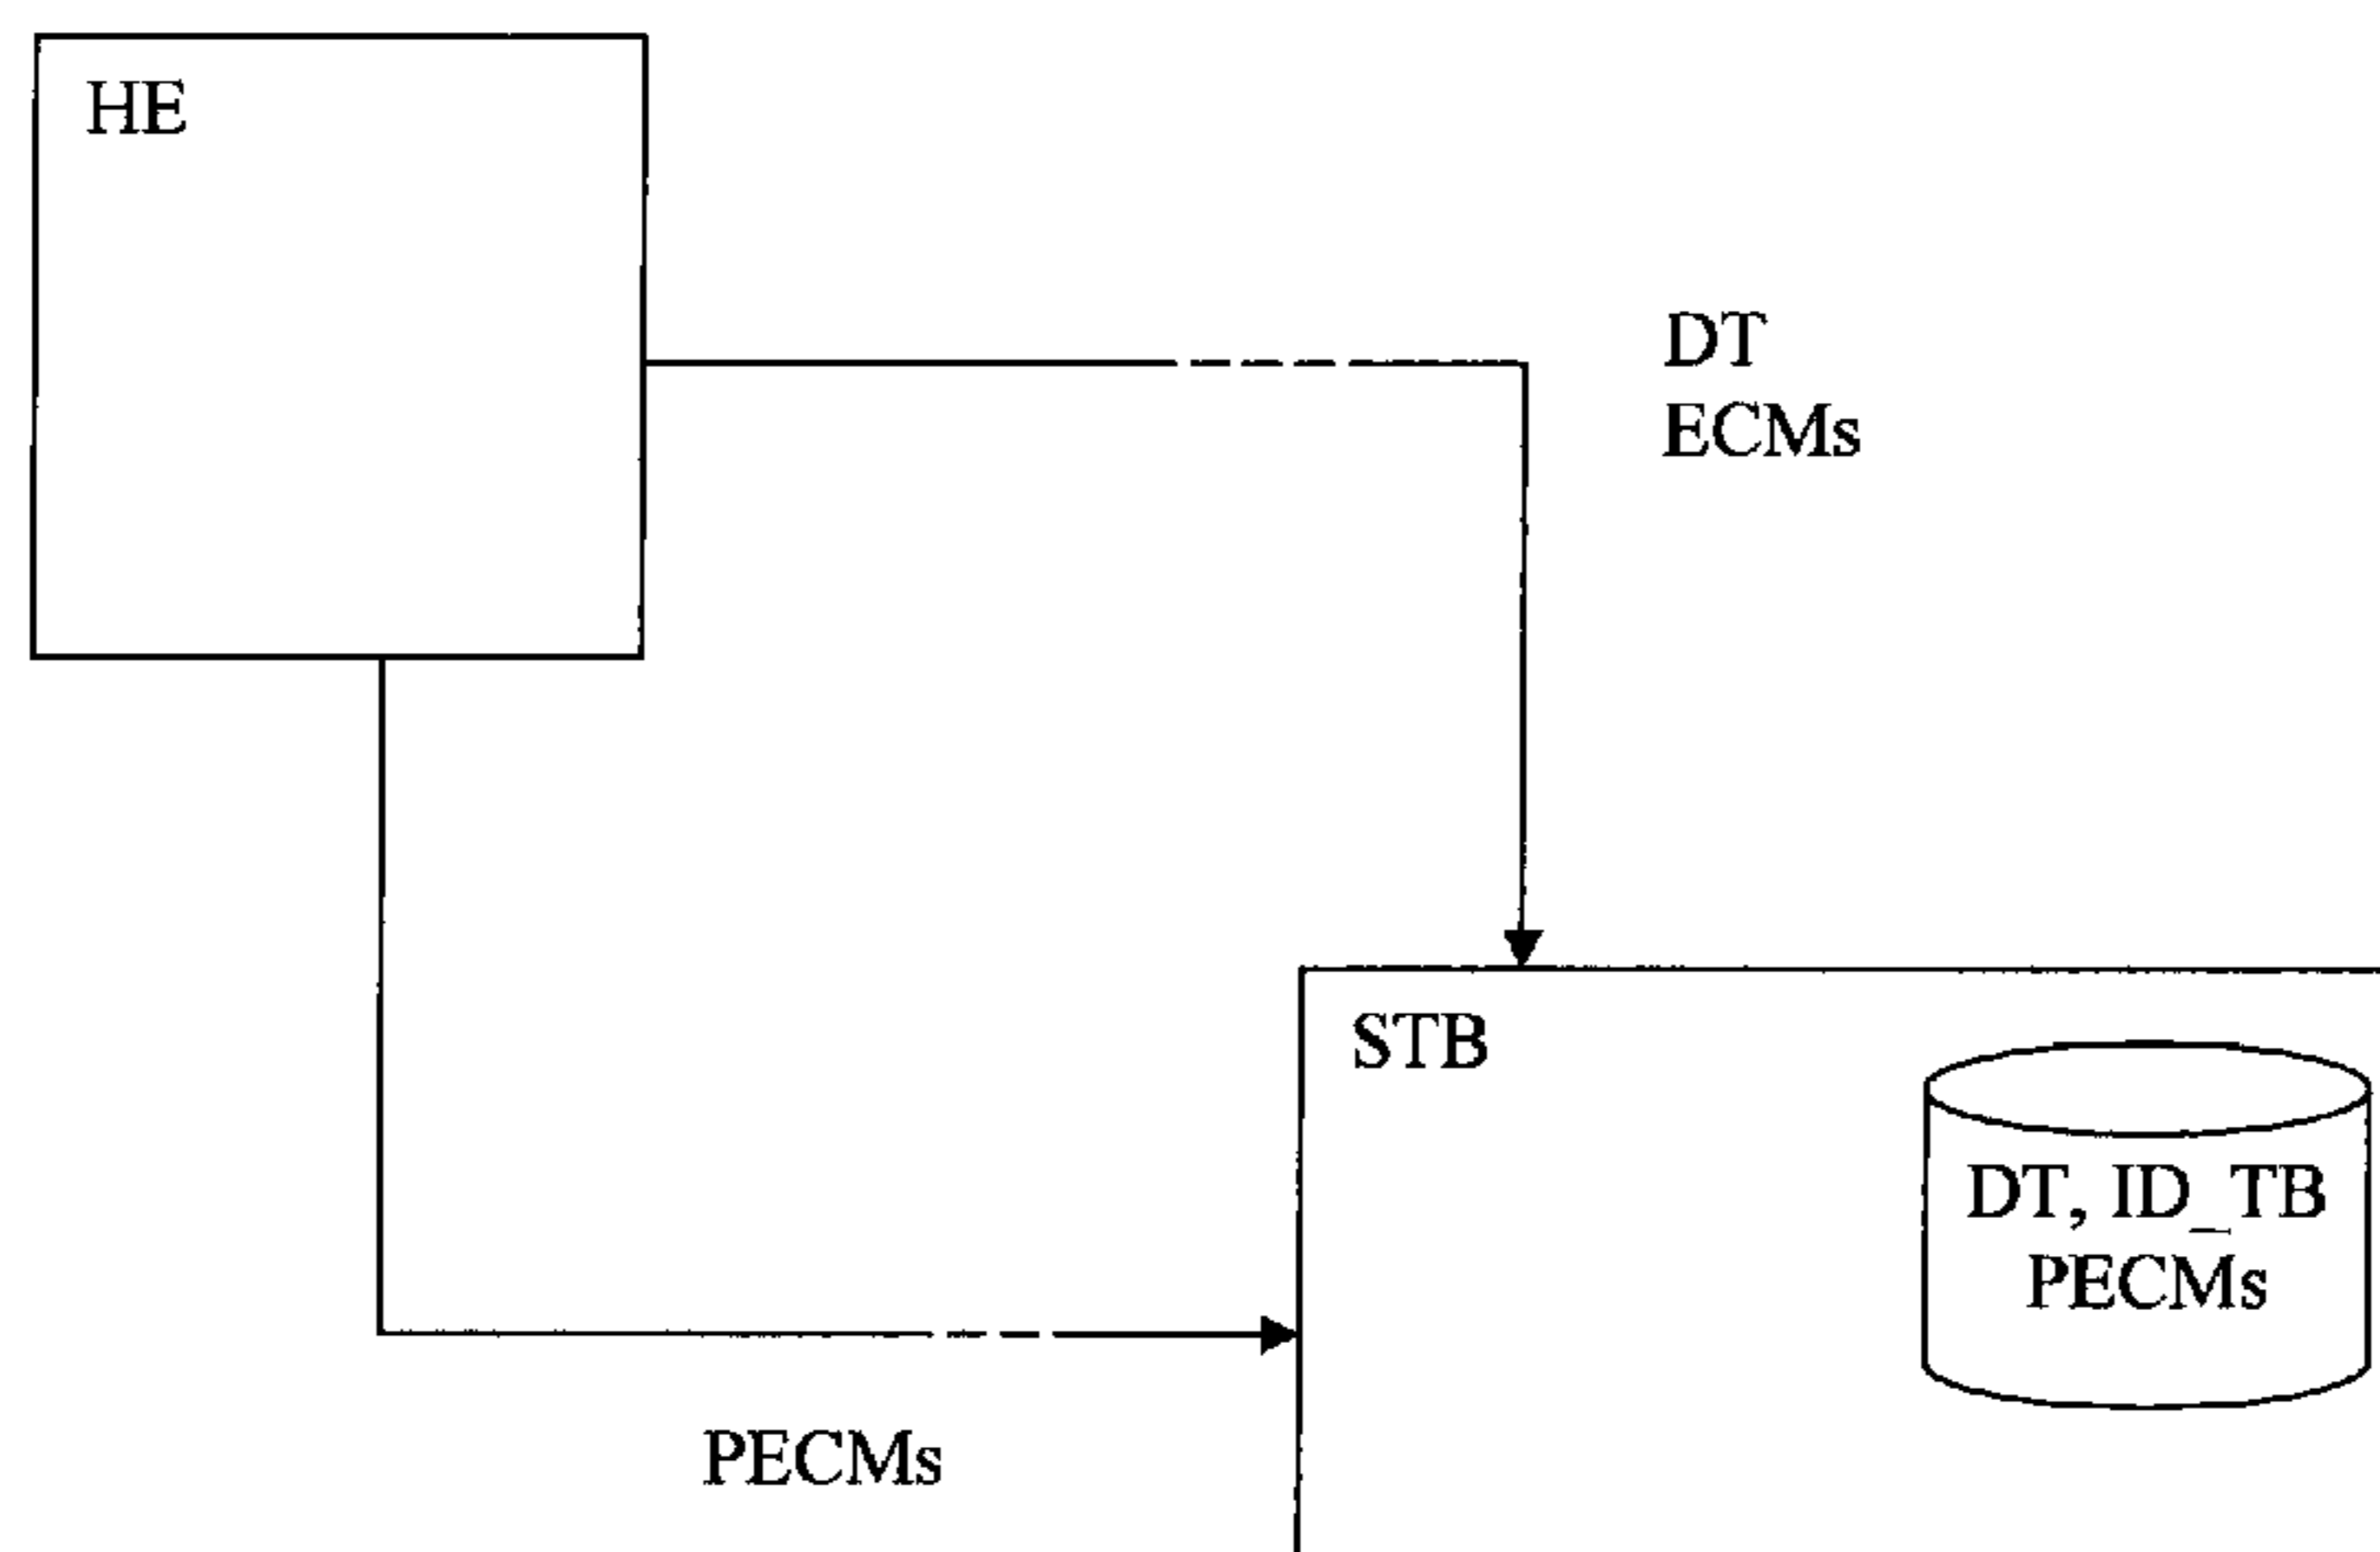 HE
DT
ECMs
STB
DT, ID_TB
PECMs
PECMs